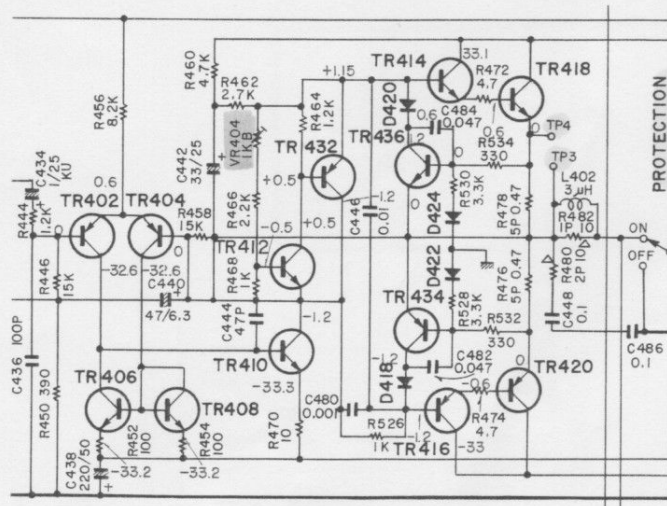 TR414
33.1
R472
4.7
TR418
R460
4.7K
R462
2.7K
+1.15
R456
8.2K
VR404
1KB
R464
1.2K
TR432
D420
0.6
C484
0.047
0.6
0
TP4
R534
330
TP3
PROTECTION
C434
1/25
KU
C442
33/25
TR436
L402
3 μH
0.6
R444
1.2K
TR402
TR404
R458
15K
R466
2.2K
+0.5
+0.5
1.2
C446
0.01
0
R530
3.3K
D424
R478
5P 0.47
R482
1P 10
0
0
-0.5
TR412
ON
OFF
R446
15K
-32.6
-32.6
C440
47/6.3
R468
1K
D422
R476
5P 0.47
R480
2P 10
C444
47P
-1.2
TR434
R528
3.3K
R532
330
C448
0.1
C486
0.1
C436 100P
TR410
-1.2
C482
0.047
0
TR420
-33.3
D418
TR406
TR408
C480
0.001
-0.6
R450 390
R452
100
R454
100
R470
10
R526
1K
-1.2
R474
4.7
-33
TR416
C438
220/50
-33.2
-33.2